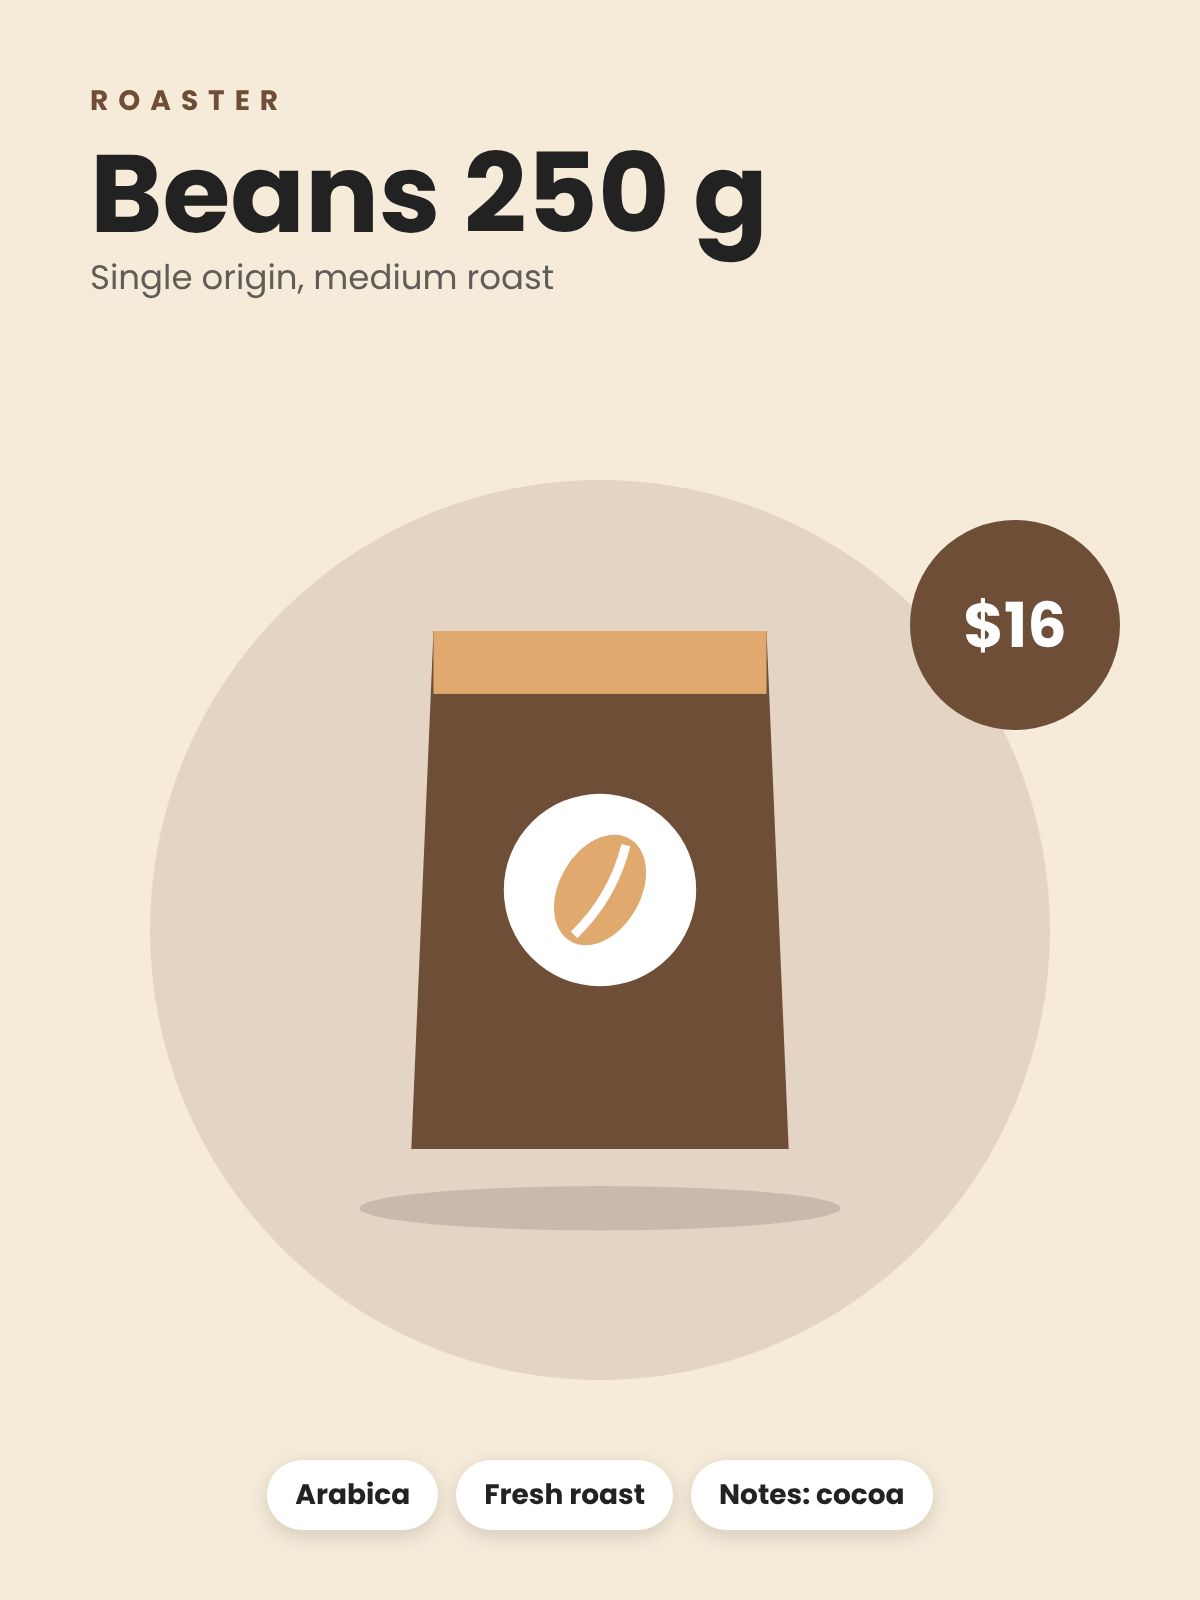 ROASTER
Beans 250 g
Single origin, medium roast
$16
Arabica
Fresh roast
Notes: cocoa